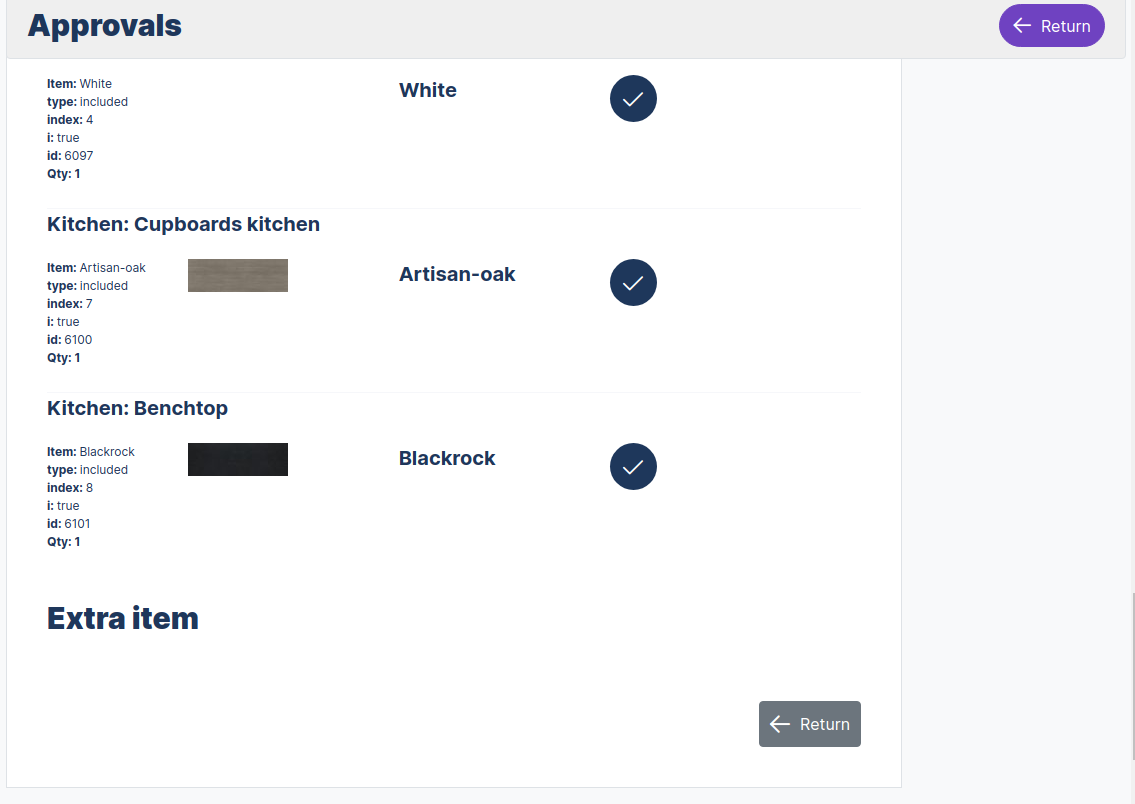 Approvals
Return
Item: White
type: included
index: 4
i: true
id: 6097
Qty: 1
White
Kitchen: Cupboards kitchen
Item: Artisan-oak
type: included
index: 7
i: true
id: 6100
Qty: 1
Artisan-oak
Kitchen: Benchtop
Item: Blackrock
type: included
index: 8
i: true
id: 6101
Qty: 1
Blackrock
Extra item
Return